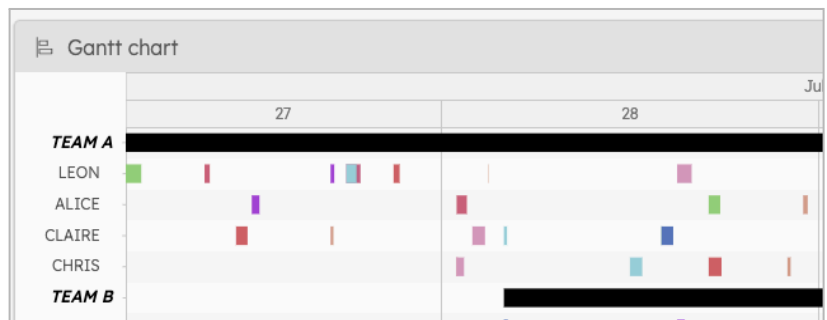 Gantt chart
Ju
27 28
TEAM A
LEON
ALICE
CLAIRE
CHRIS
TEAM B